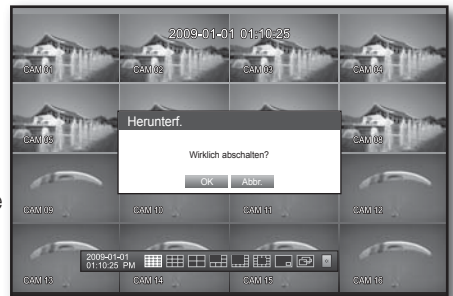 2009-01-01 01:10:25
CAM 01 CAM 02 CAM 03 CAM 04
CAM 05 CAM 08
Herunterf.
Wirklich abschalten?
OK Abbr.
CAM 09 CAM 10 CAM 11 CAM 12
2009-01-01
01:10:25 PM
CAM 13 CAM 14 CAM 15 CAM 16
e